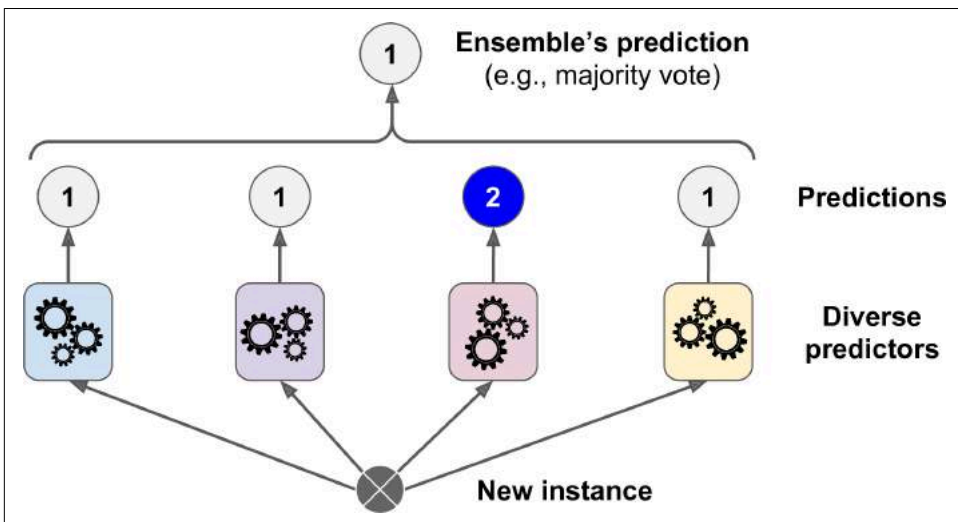 1
Ensemble's prediction
(e.g., majority vote)
1 1 2 1 Predictions
Diverse
predictors
New instance